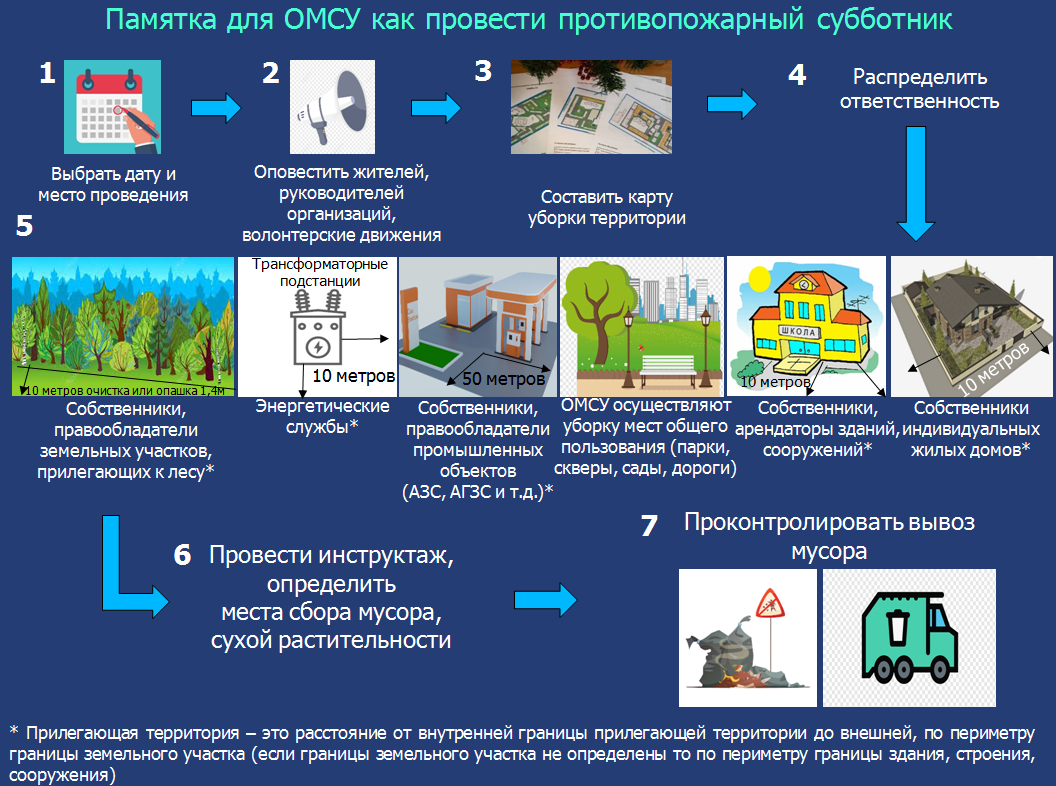 Памятка для ОМСУ как провести противопожарный субботник
1
Выбрать дату и
место проведения
2
Оповестить жителей,
руководителей
организаций,
волонтерские движения
3
Составить карту
уборки территории
4
Распределить
ответственность
5
10 метров очистка или опашка 1,4м
Собственники,
правообладатели
земельных участков,
прилегающих к лесу*
Трансформаторные
подстанции
10 метров
Энергетические
службы*
50 метров
Собственники,
правообладатели
промышленных
объектов
(АЗС, АГЗС и т.д.)*
ОМСУ осуществляют
уборку мест общего
пользования (парки,
скверы, сады, дороги)
ШКОЛА
10 метров
Собственники,
арендаторы зданий,
сооружений*
10 метров
Собственники
индивидуальных
жилых домов*
6
Провести инструктаж,
определить
места сбора мусора,
сухой растительности
7
Проконтролировать вывоз
мусора
* Прилегающая территория – это расстояние от внутренней границы прилегающей территории до внешней, по периметру
границы земельного участка (если границы земельного участка не определены то по периметру границы здания, строения,
сооружения)